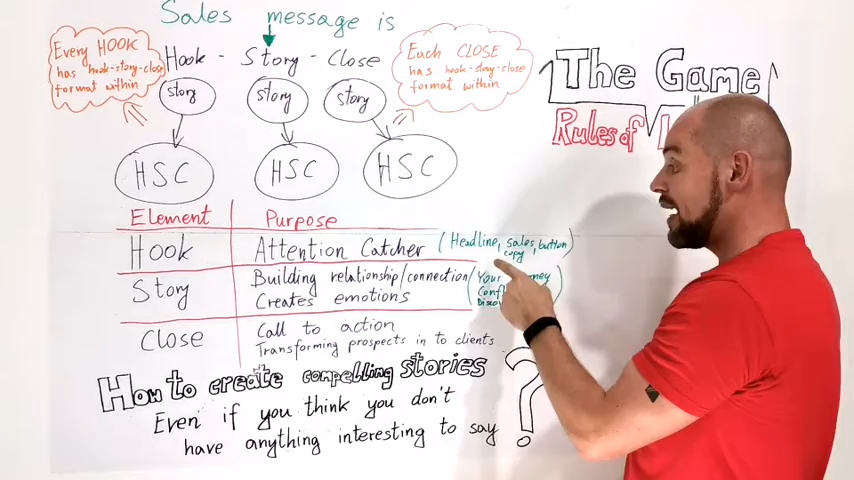 Sales message is
Hook - Story - Close
Every HOOK
has hook-story-close
format within
Each CLOSE
has hook-story-close
format within
story
story
story
HSC
HSC
HSC
The Game
Rules of
Element Purpose
Hook Attention Catcher (Headline, sales, button)
copy
Story Building relationship/connection/
Creates emotions
Close Call to action
Transforming prospects in to clients
How to create compelling stories
Even if you think you don't
have anything interesting to say ?